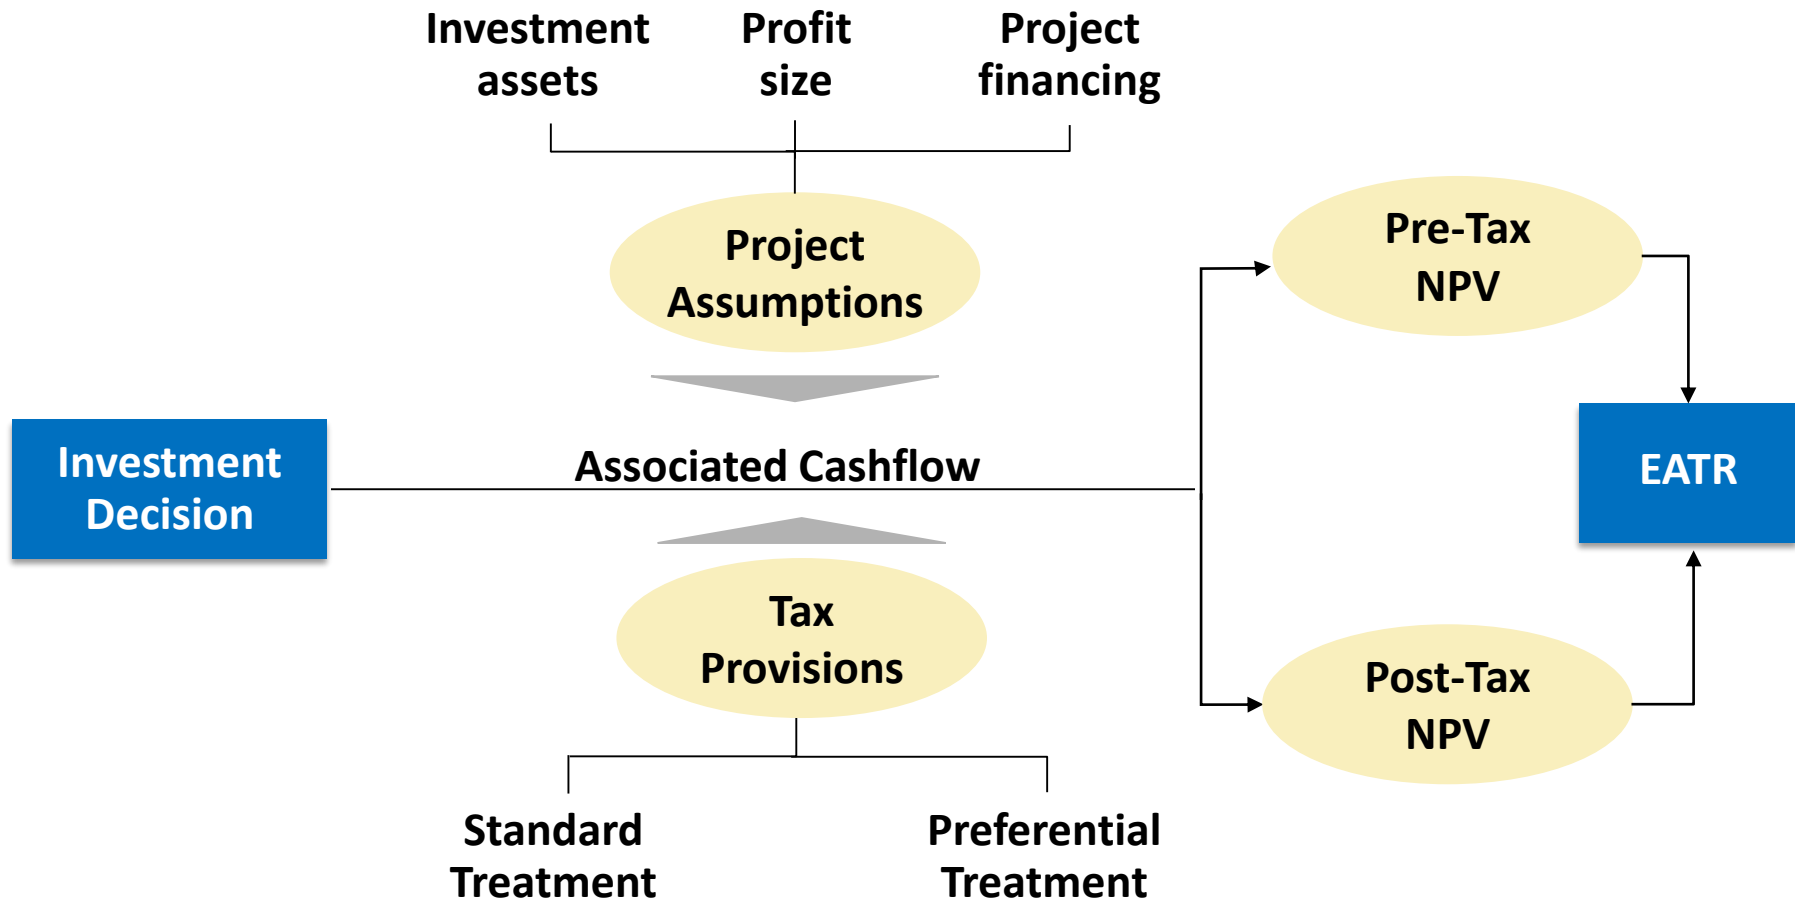 Investment
assets
Profit
size
Project
financing
Project
Assumptions
Pre-Tax
NPV
Investment
Decision
Associated Cashflow
EATR
Tax
Provisions
Post-Tax
NPV
Standard
Treatment
Preferential
Treatment